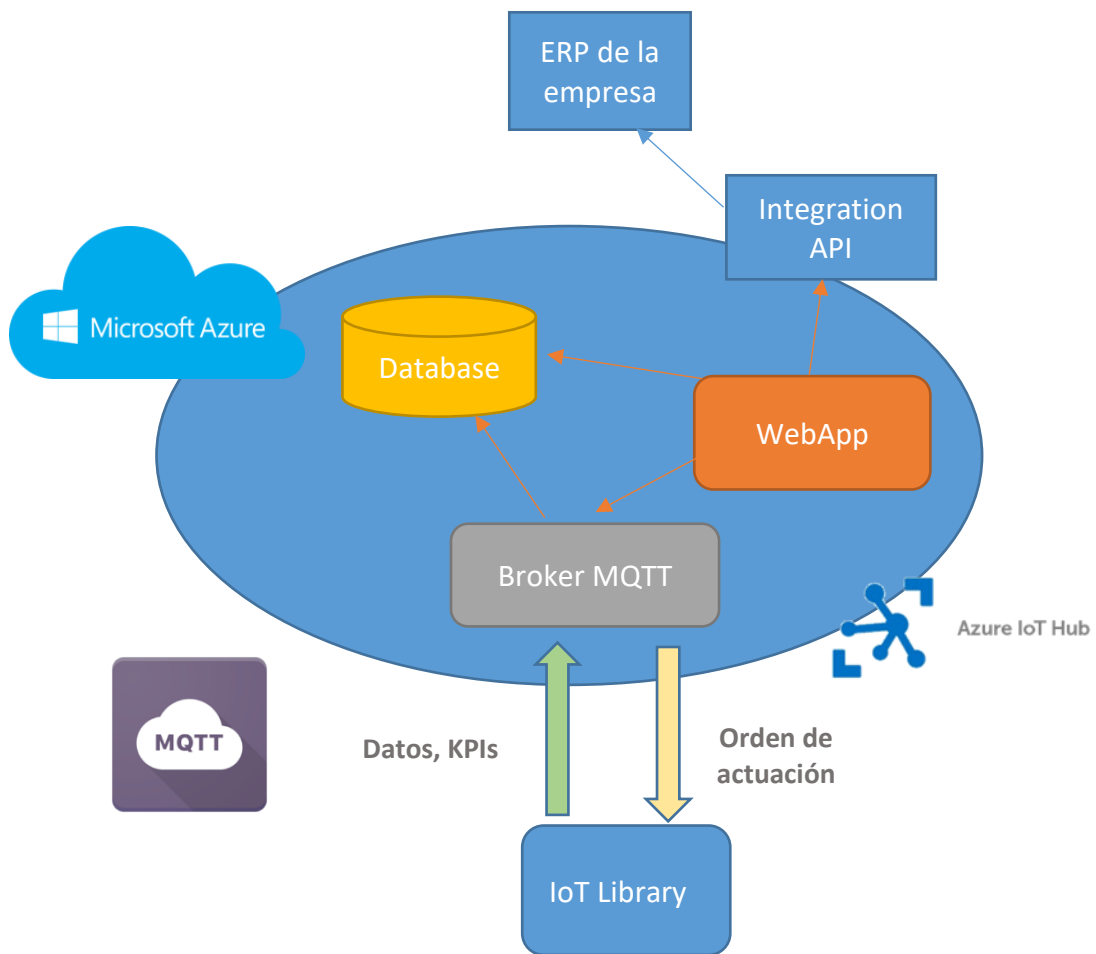 ERP de la
empresa
Integration
API
Microsoft Azure
Database
WebApp
Broker MQTT
Azure IoT Hub
MQTT
Datos, KPIs
Orden de
actuación
IoT Library